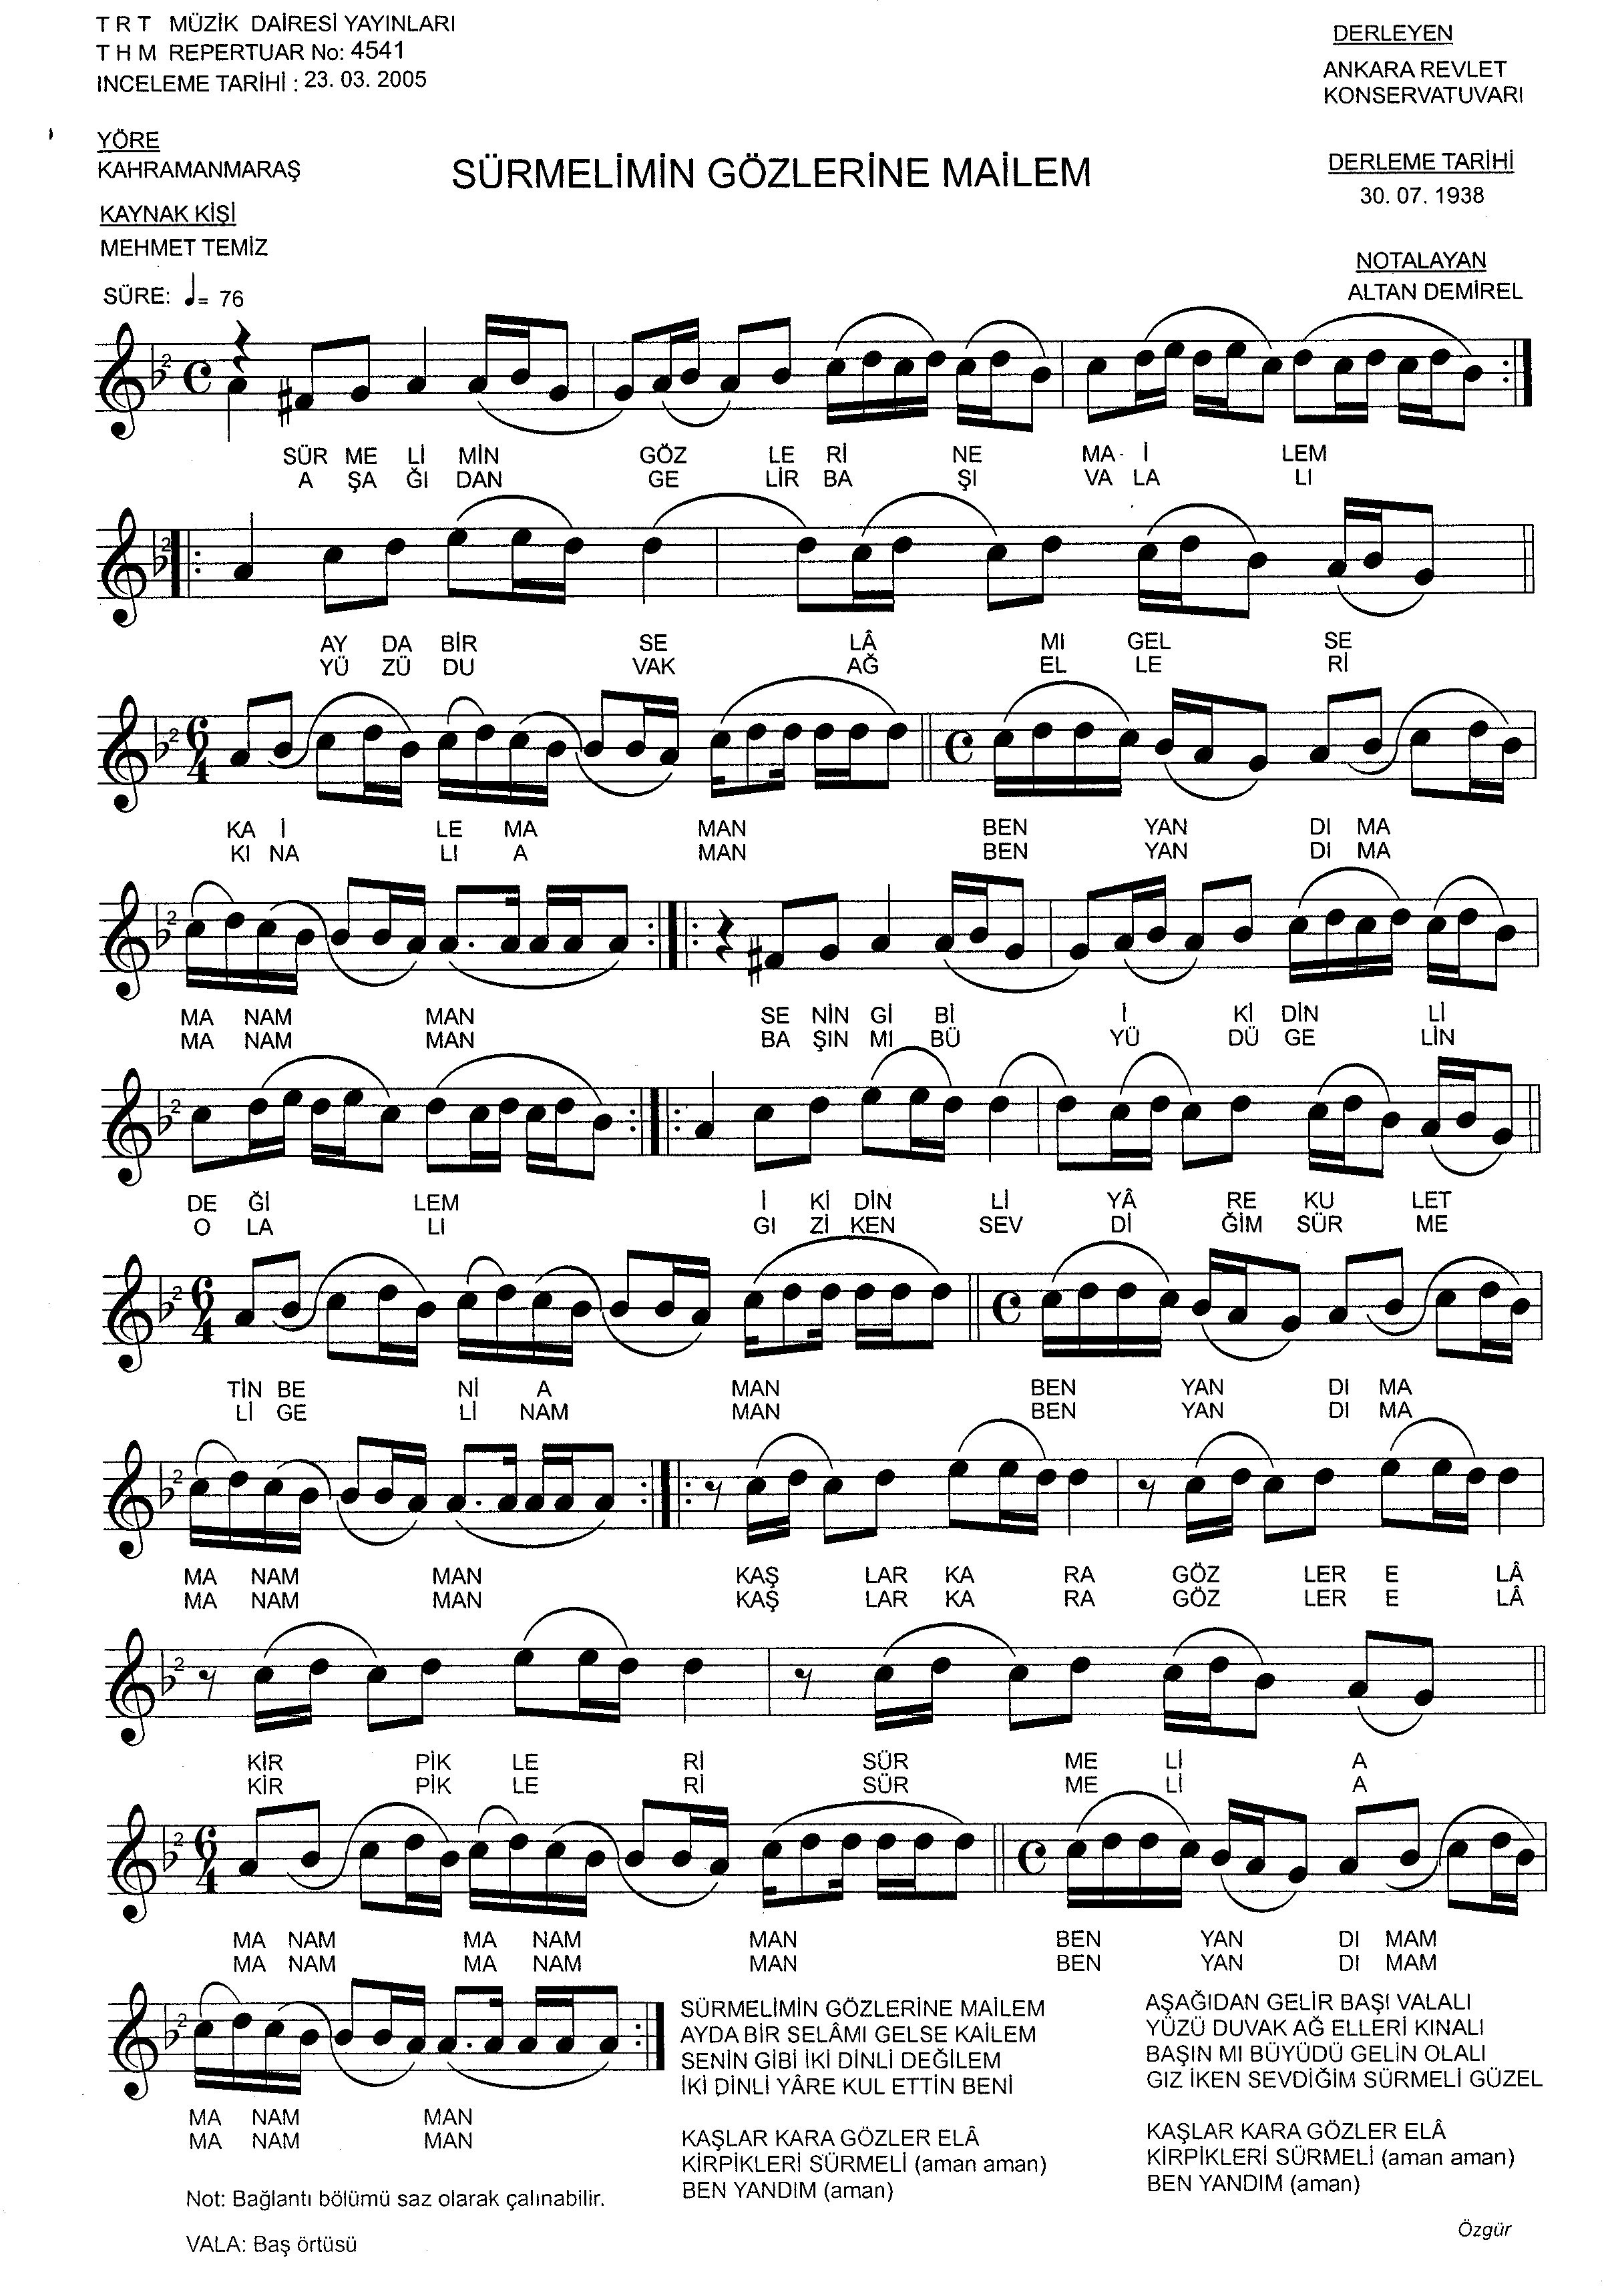 T R T MÜZİK DAİRESİ YAYINLARI
T H M REPERTUAR No: 4541
INCELEME TARİHİ : 23. 03. 2005
DERLEYEN
ANKARA REVLET
KONSERVATUVARI
YÖRE
KAHRAMANMARAŞ
SÜRMELİMİN GÖZLERİNE MAİLEM
DERLEME TARİHİ
30. 07. 1938
KAYNAK KİŞİ
MEHMET TEMİZ
NOTALAYAN
ALTAN DEMİREL
SÜRE: ♩= 76
SÜR ME Lİ MİN GÖZ LE Rİ NE MA- İ LEM
A ŞA ĞI DAN GE LİR BA ŞI VA LA LI
AY DA BİR SE LÂ MI GEL SE
YÜ ZÜ DU VAK AĞ EL LE Rİ
6 4
KA İ LE MA MAN BEN YAN DI MA
KI NA LI A MAN BEN YAN DI MA
MA NAM MAN SE NİN Gİ Bİ İ Kİ DİN Lİ
MA NAM MAN BA ŞIN MI BÜ YÜ DÜ GE LİN
DE Ğİ LEM İ Kİ DİN Lİ YÂ RE KU LET
O LA LI GI Zİ KEN SEV Dİ ĞİM SÜR ME
6 4
TİN BE Nİ A MAN BEN YAN DI MA
Lİ GE Lİ NAM MAN BEN YAN DI MA
MA NAM MAN KAŞ LAR KA RA GÖZ LER E LÂ
MA NAM MAN KAŞ LAR KA RA GÖZ LER E LÂ
KİR PİK LE Rİ SÜR ME Lİ A
KİR PİK LE Rİ SÜR ME Lİ A
6 4
MA NAM MA NAM MAN BEN YAN DI MAM
MA NAM MA NAM MAN BEN YAN DI MAM
MA NAM MAN
MA NAM MAN
SÜRMELİMİN GÖZLERİNE MAİLEM
AYDA BİR SELÂMI GELSE KAİLEM
SENİN GİBİ İKİ DİNLİ DEĞİLEM
İKİ DİNLİ YÂRE KUL ETTİN BENİ
KAŞLAR KARA GÖZLER ELÂ
KİRPİKLERİ SÜRMELİ (aman aman)
BEN YANDIM (aman)
AŞAĞIDAN GELİR BAŞI VALALI
YÜZÜ DUVAK AĞ ELLERİ KINALI
BAŞIN MI BÜYÜDÜ GELİN OLALI
GIZ İKEN SEVDİĞİM SÜRMELİ GÜZEL
KAŞLAR KARA GÖZLER ELÂ
KİRPİKLERİ SÜRMELİ (aman aman)
BEN YANDIM (aman)
Not: Bağlantı bölümü saz olarak çalınabilir.
VALA: Baş örtüsü
Özgür